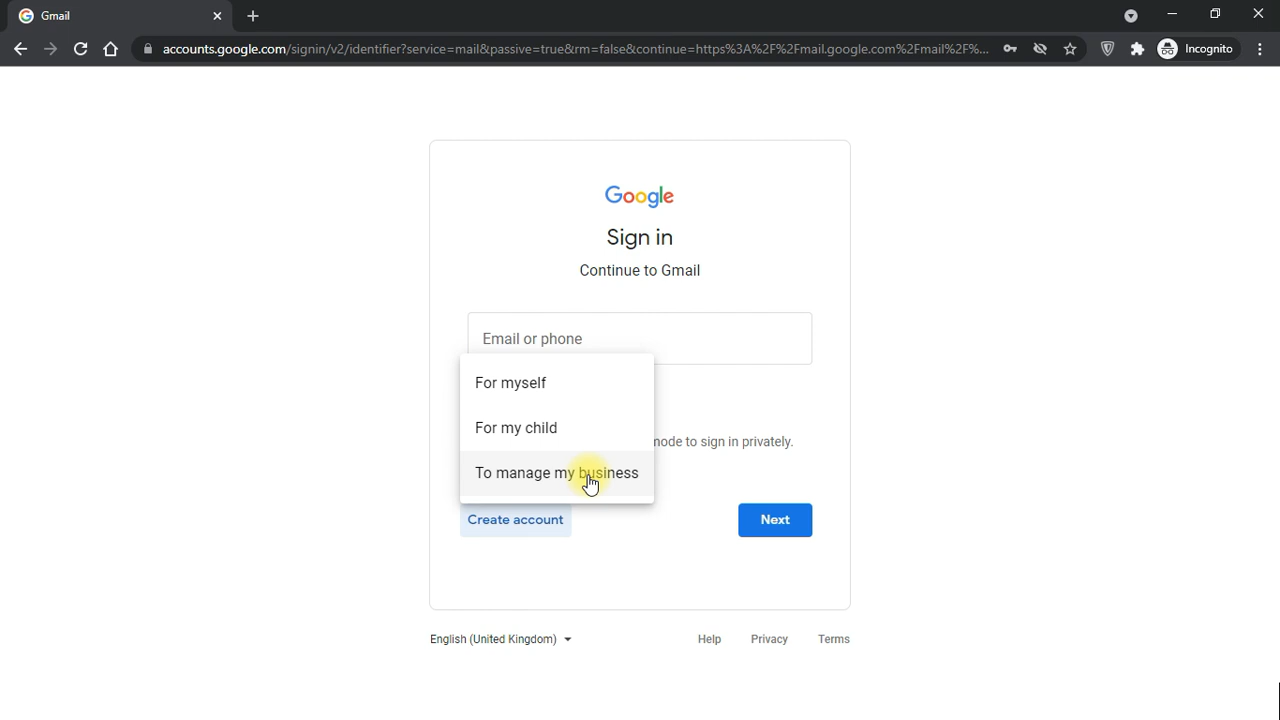 Gmail
accounts.google.com/signin/v2/identifier?service=mail&passive=true&rm=false&continue=https%3A%2F%2Fmail.google.com%2Fmail%2F%...
Incognito
Google
Sign in
Continue to Gmail
Email or phone
For myself
For my child
mode to sign in privately.
To manage my business
Create account
Next
English (United Kingdom)
Help
Privacy
Terms